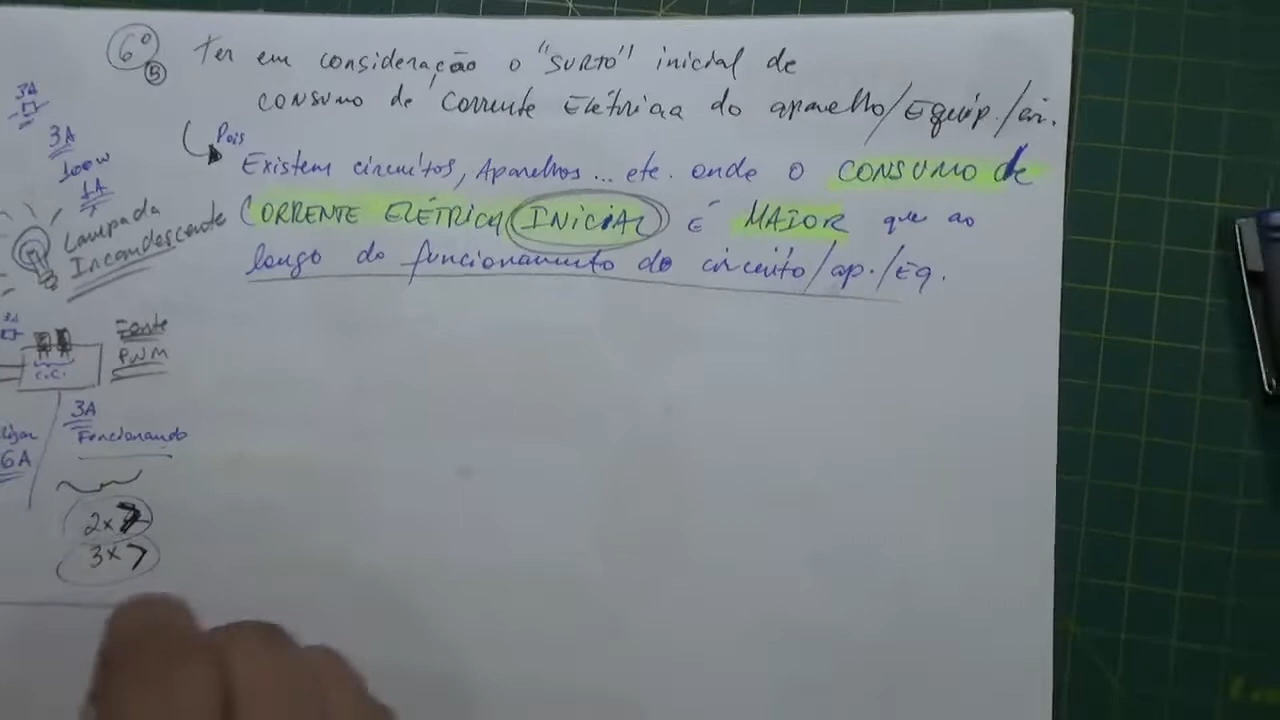 6º
B
Ter em consideração o "SURTO" inicial de
CONSUMO DE CORRENTE ELÉTRICA do aparelho/EQUIP./cir.
Pois
Existem circuitos, Aparelhos... etc. onde o CONSUMO de
CORRENTE ELÉTRICA INICIAL É MAIOR que ao
longo do funcionamento do circuito/ap./Eq.
3A
3A
100W
1A
Lampada
Incandescente
3A
Fonte
PWM
C.C.
3A
Funcionando
6A
2x >
3x >